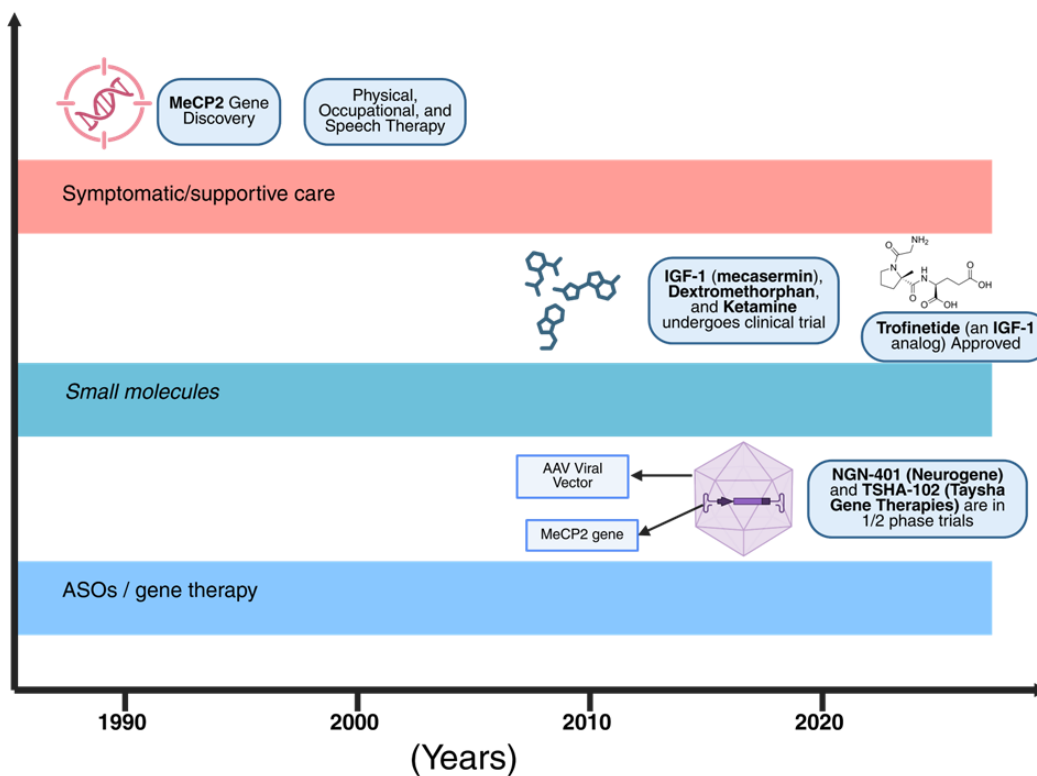 MeCP2 Gene
Discovery
Physical,
Occupational, and
Speech Therapy
Symptomatic/supportive care
IGF-1 (mecasermin),
Dextromethorphan,
and Ketamine
undergoes clinical trial
NH₂
O
N
H
N
O
O
OH
O
OH
Trofinetide (an IGF-1
analog) Approved
Small molecules
AAV Viral
Vector
MeCP2 gene
NGN-401 (Neurogene)
and TSHA-102 (Taysha
Gene Therapies) are in
1/2 phase trials
ASOs / gene therapy
1990
2000
2010
2020
(Years)